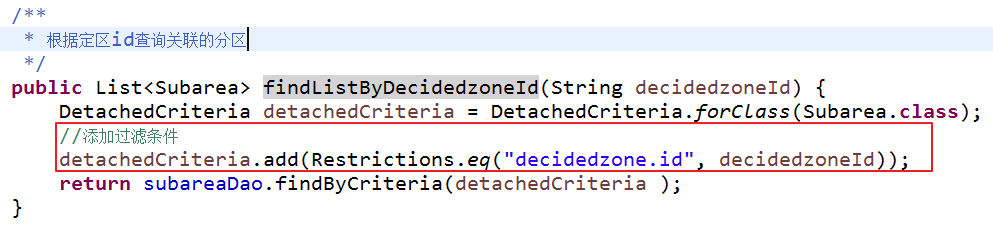 /**
 * 根据定区id查询关联的分区
 */
public List<Subarea> findListByDecidedzoneId(String decidedzoneId) {
    DetachedCriteria detachedCriteria = DetachedCriteria.forClass(Subarea.class);
    //添加过滤条件
    detachedCriteria.add(Restrictions.eq("decidedzone.id", decidedzoneId));
    return subareaDao.findByCriteria(detachedCriteria );
}